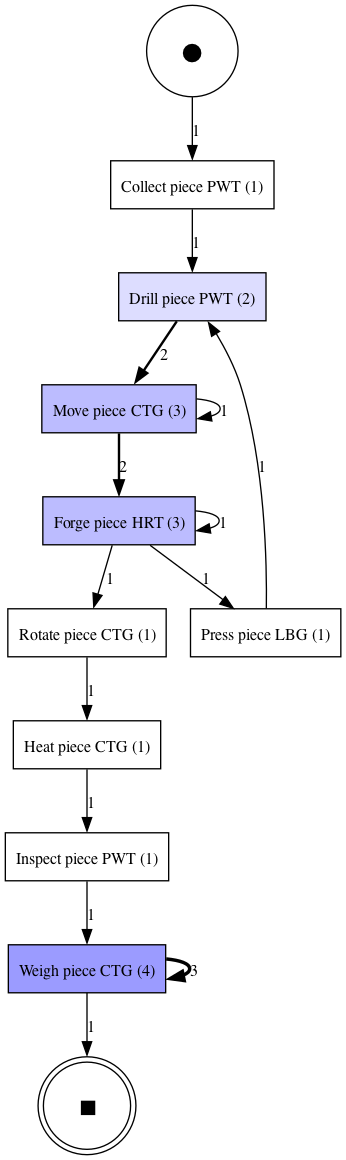 1
Collect piece PWT (1)
1
Drill piece PWT (2)
2
Move piece CTG (3)
1
2
1
Forge piece HRT (3)
1
1
1
Rotate piece CTG (1)
Press piece LBG (1)
1
Heat piece CTG (1)
1
Inspect piece PWT (1)
1
Weigh piece CTG (4)
3
1